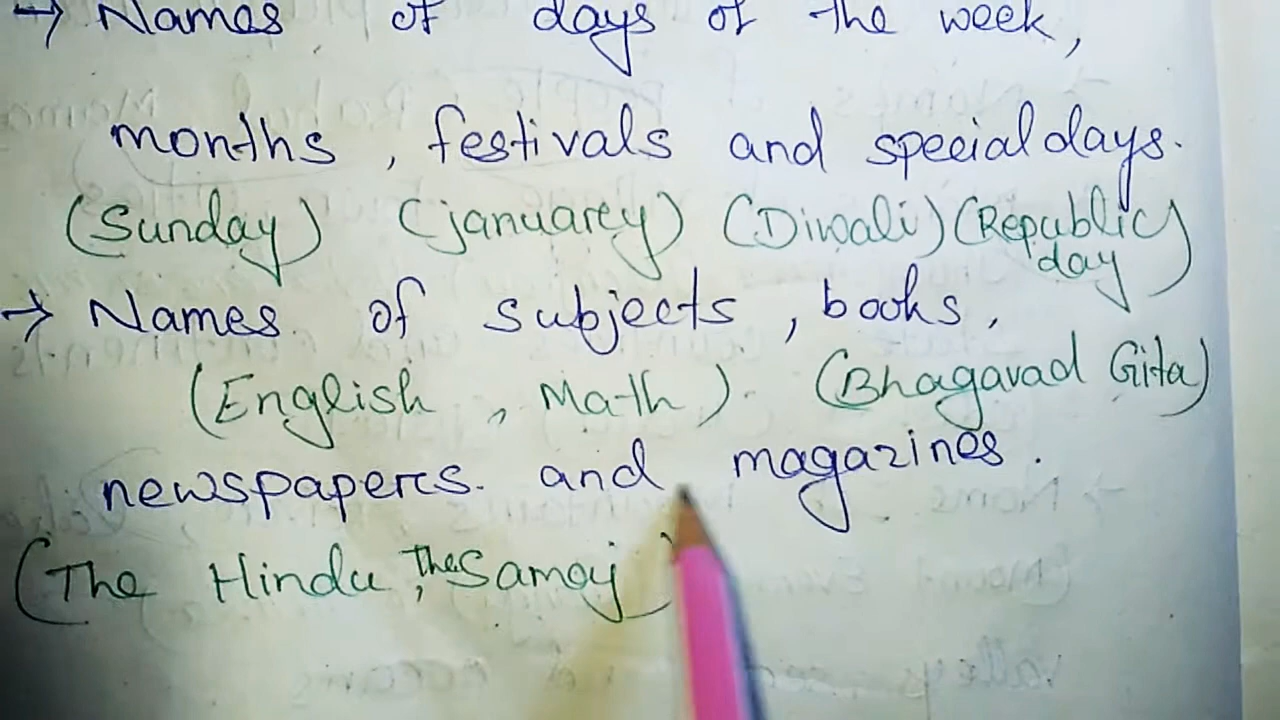 → Names of days of the week,
months, festivals and special days.
(Sunday) (january) (Diwali) (Republic
day)
→ Names of subjects, books,
(English, Math). (Bhagavad Gita)
newspapers. and magazines.
(The Hindu, the Samaj)